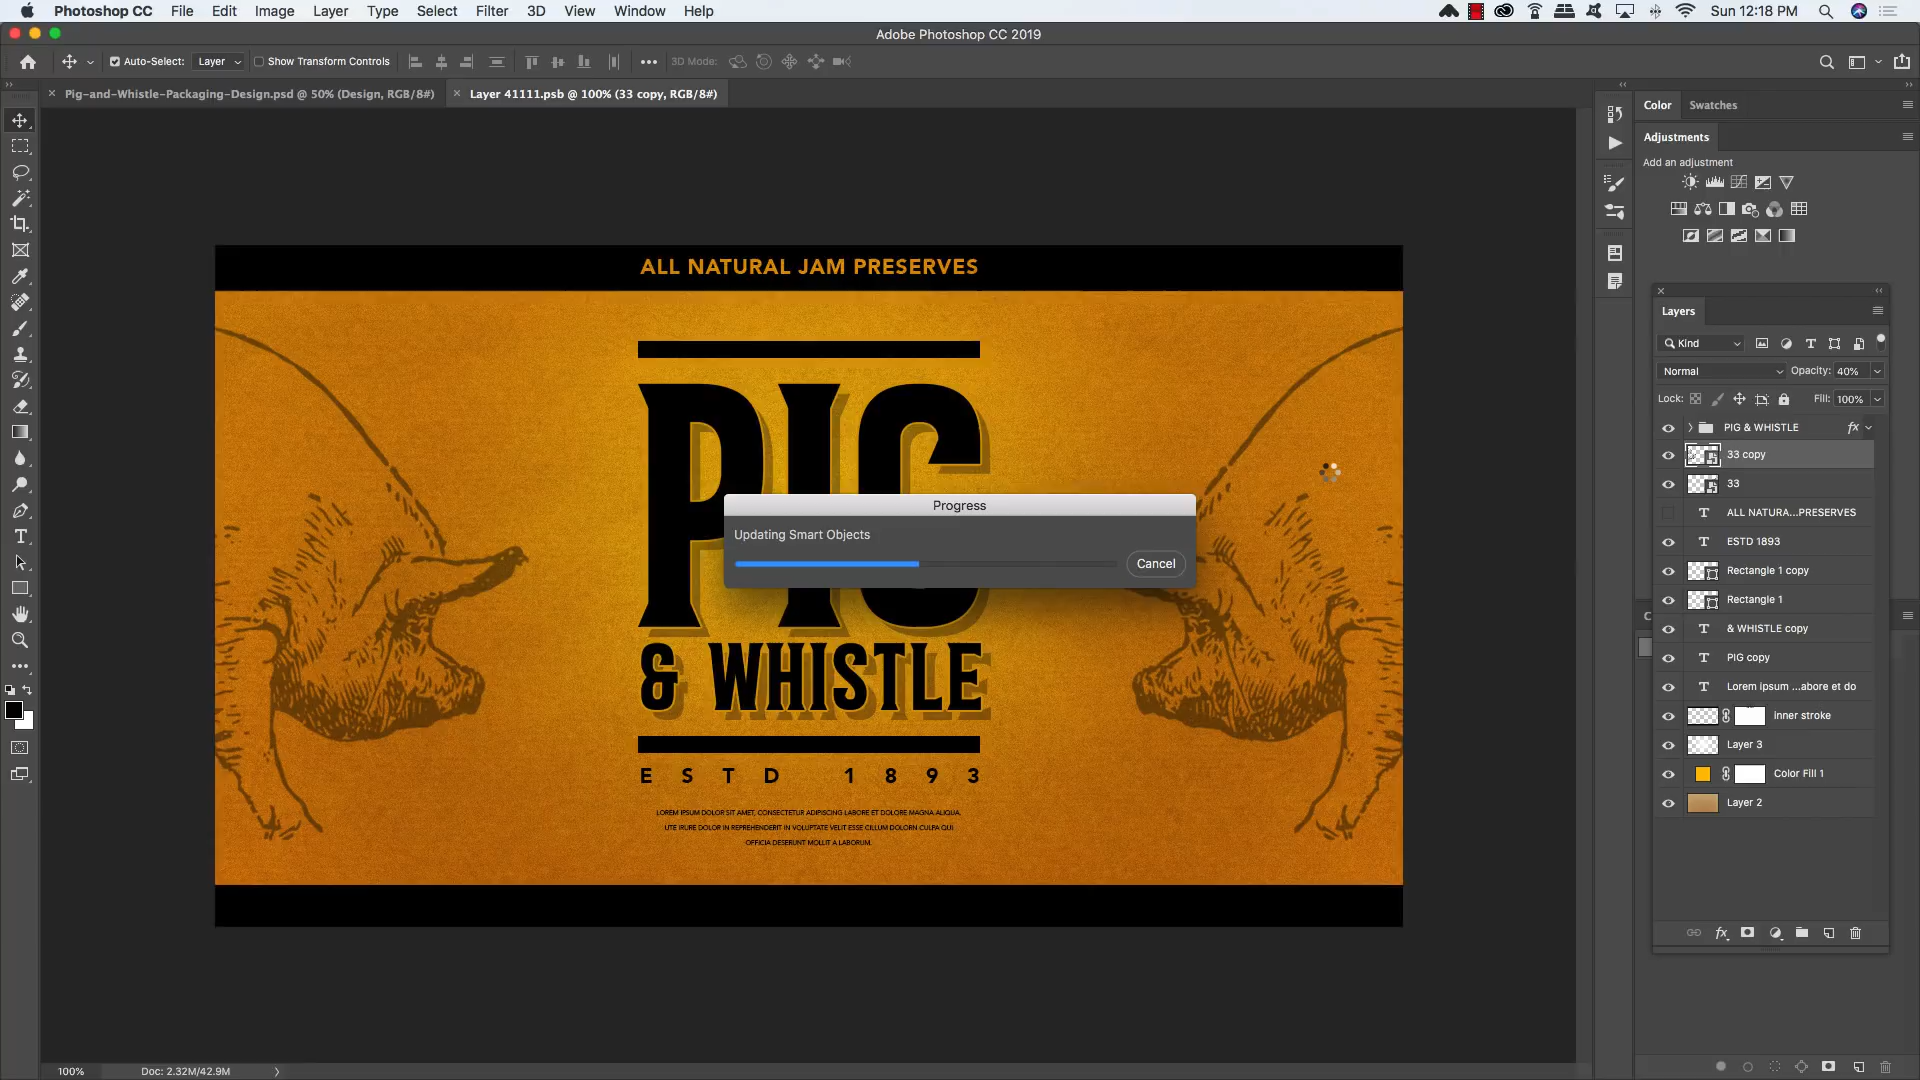 Photoshop CC File Edit Image Layer Type Select Filter 3D View Window Help Sun 12:18 PM
Adobe Photoshop CC 2019
Auto-Select: Layer Show Transform Controls 3D Mode:
Pig-and-Whistle-Packaging-Design.psd @ 50% (Design, RGB/8#) Layer 41111.psb @ 100% (33 copy, RGB/8#)
Color Swatches
Adjustments
Add an adjustment
Layers
Kind
Normal Opacity: 40%
Lock: Fill: 100%
PIG & WHISTLE fx
33 copy
33
ALL NATURA...PRESERVES
ESTD 1893
Rectangle 1 copy
Rectangle 1
& WHISTLE copy
PIG copy
Lorem ipsum ...abore et do
inner stroke
Layer 3
Color Fill 1
Layer 2
fx
ALL NATURAL JAM PRESERVES
PIG
& WHISTLE
ESTD 1893
LOREM IPSUM DOLOR SIT AMET, CONSECTETUR ADIPISCING LABORE ET DOLORE MAGNA ALIQUA.
UTE IRURE DOLOR IN REPREHENDERIT IN VOLUPTATE VELIT ESSE CILLUM DOLORN CULPA QUI
OFFICIA DESERUNT MOLLIT A LABORUM.
Progress
Updating Smart Objects
Cancel
100% Doc: 2.32M/42.9M